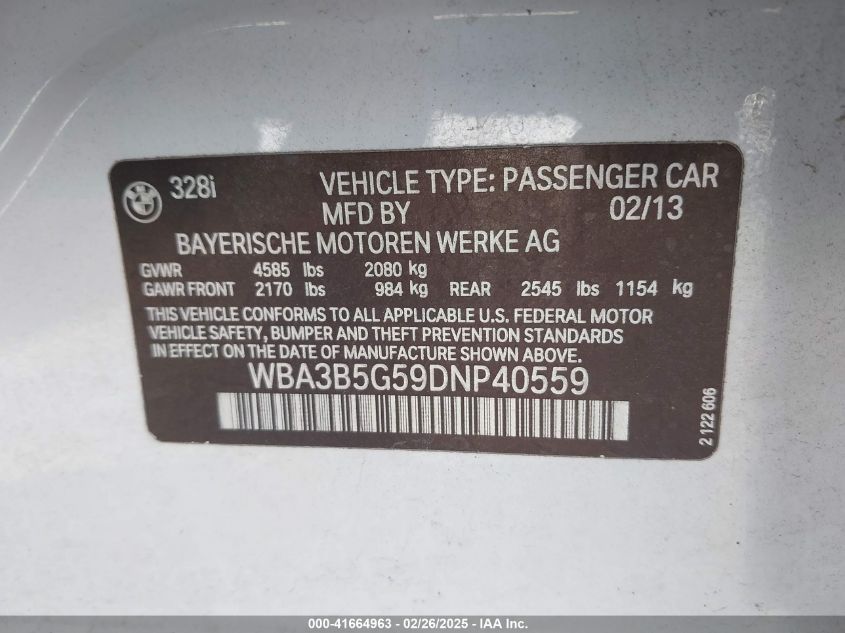 328i VEHICLE TYPE: PASSENGER CAR
MFD BY 02/13
BAYERISCHE MOTOREN WERKE AG
GVWR 4585 lbs 2080 kg
GAWR FRONT 2170 lbs 984 kg REAR 2545 lbs 1154 kg
THIS VEHICLE CONFORMS TO ALL APPLICABLE U.S. FEDERAL MOTOR
VEHICLE SAFETY, BUMPER AND THEFT PREVENTION STANDARDS
IN EFFECT ON THE DATE OF MANUFACTURE SHOWN ABOVE.
WBA3B5G59DNP40559
2 122 606
000-41664963 - 02/26/2025 - IAA Inc.